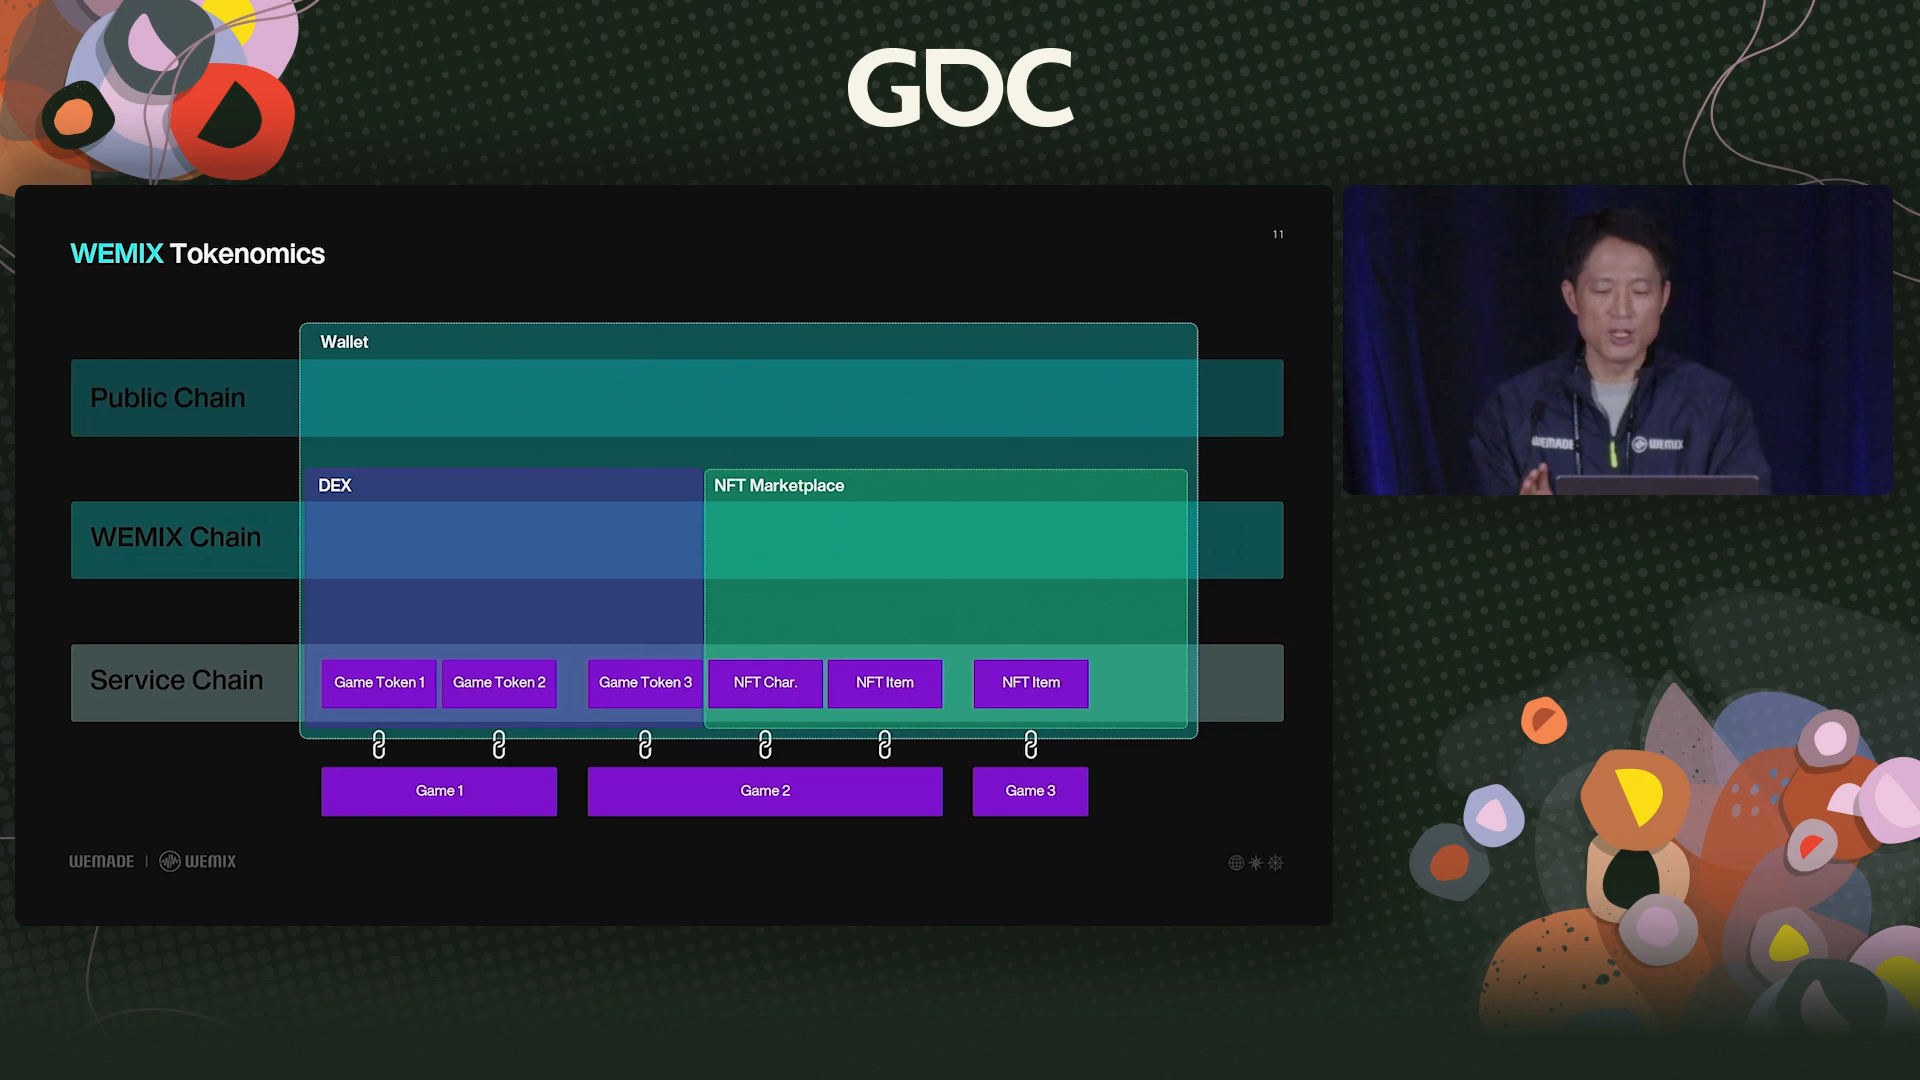 GDC
WEMIX Tokenomics
11
Wallet
Public Chain
DEX
NFT Marketplace
WEMIX Chain
Service Chain
Game Token 1
Game Token 2
Game Token 3
NFT Char.
NFT Item
NFT Item
Game 1
Game 2
Game 3
WEMADE | WEMIX
WEMADE
WEMIX